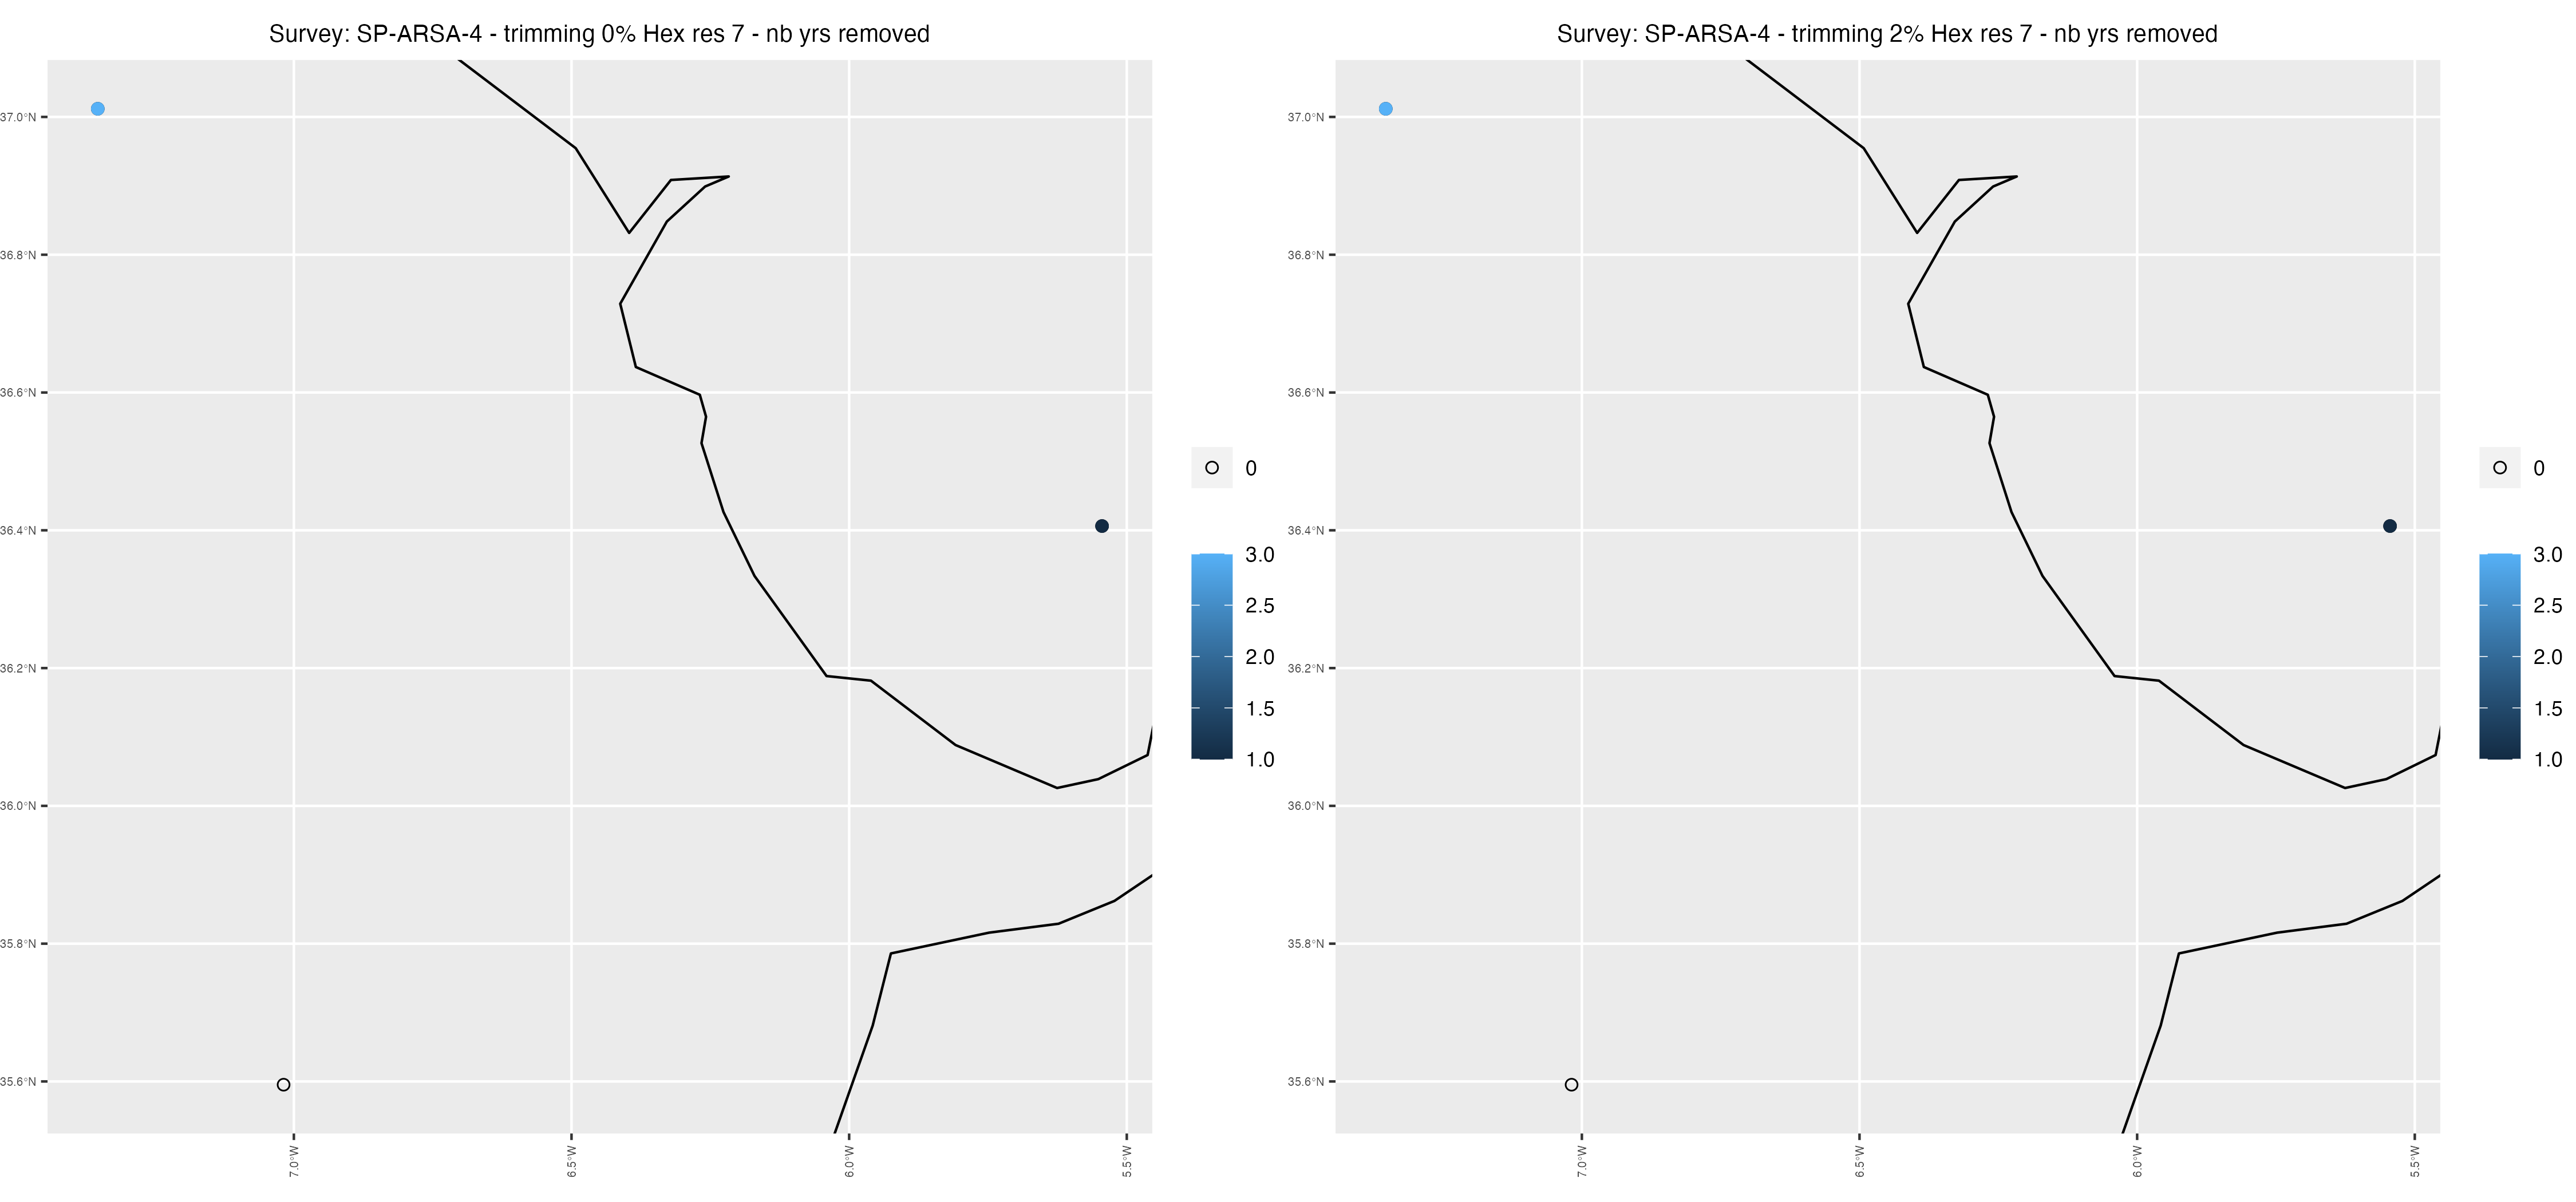 Survey: SP-ARSA-4 - trimming 0% Hex res 7 - nb yrs removed
37.0°N
36.8°N
36.6°N
36.4°N
36.2°N
36.0°N
35.8°N
35.6°N
7.0°W
6.5°W
6.0°W
5.5°W
0
3.0
2.5
2.0
1.5
1.0
Survey: SP-ARSA-4 - trimming 2% Hex res 7 - nb yrs removed
37.0°N
36.8°N
36.6°N
36.4°N
36.2°N
36.0°N
35.8°N
35.6°N
7.0°W
6.5°W
6.0°W
5.5°W
0
3.0
2.5
2.0
1.5
1.0